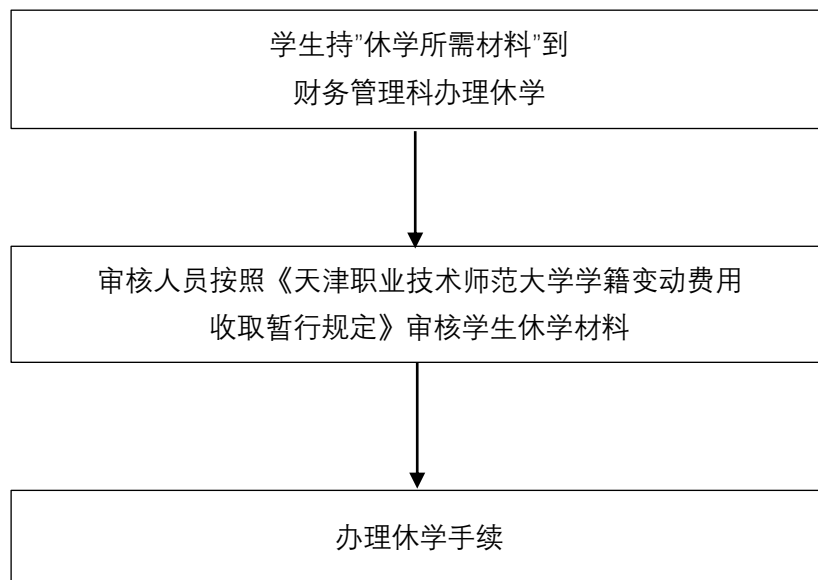 学生持”休学所需材料”到
财务管理科办理休学
审核人员按照《天津职业技术师范大学学籍变动费用
收取暂行规定》审核学生休学材料
办理休学手续